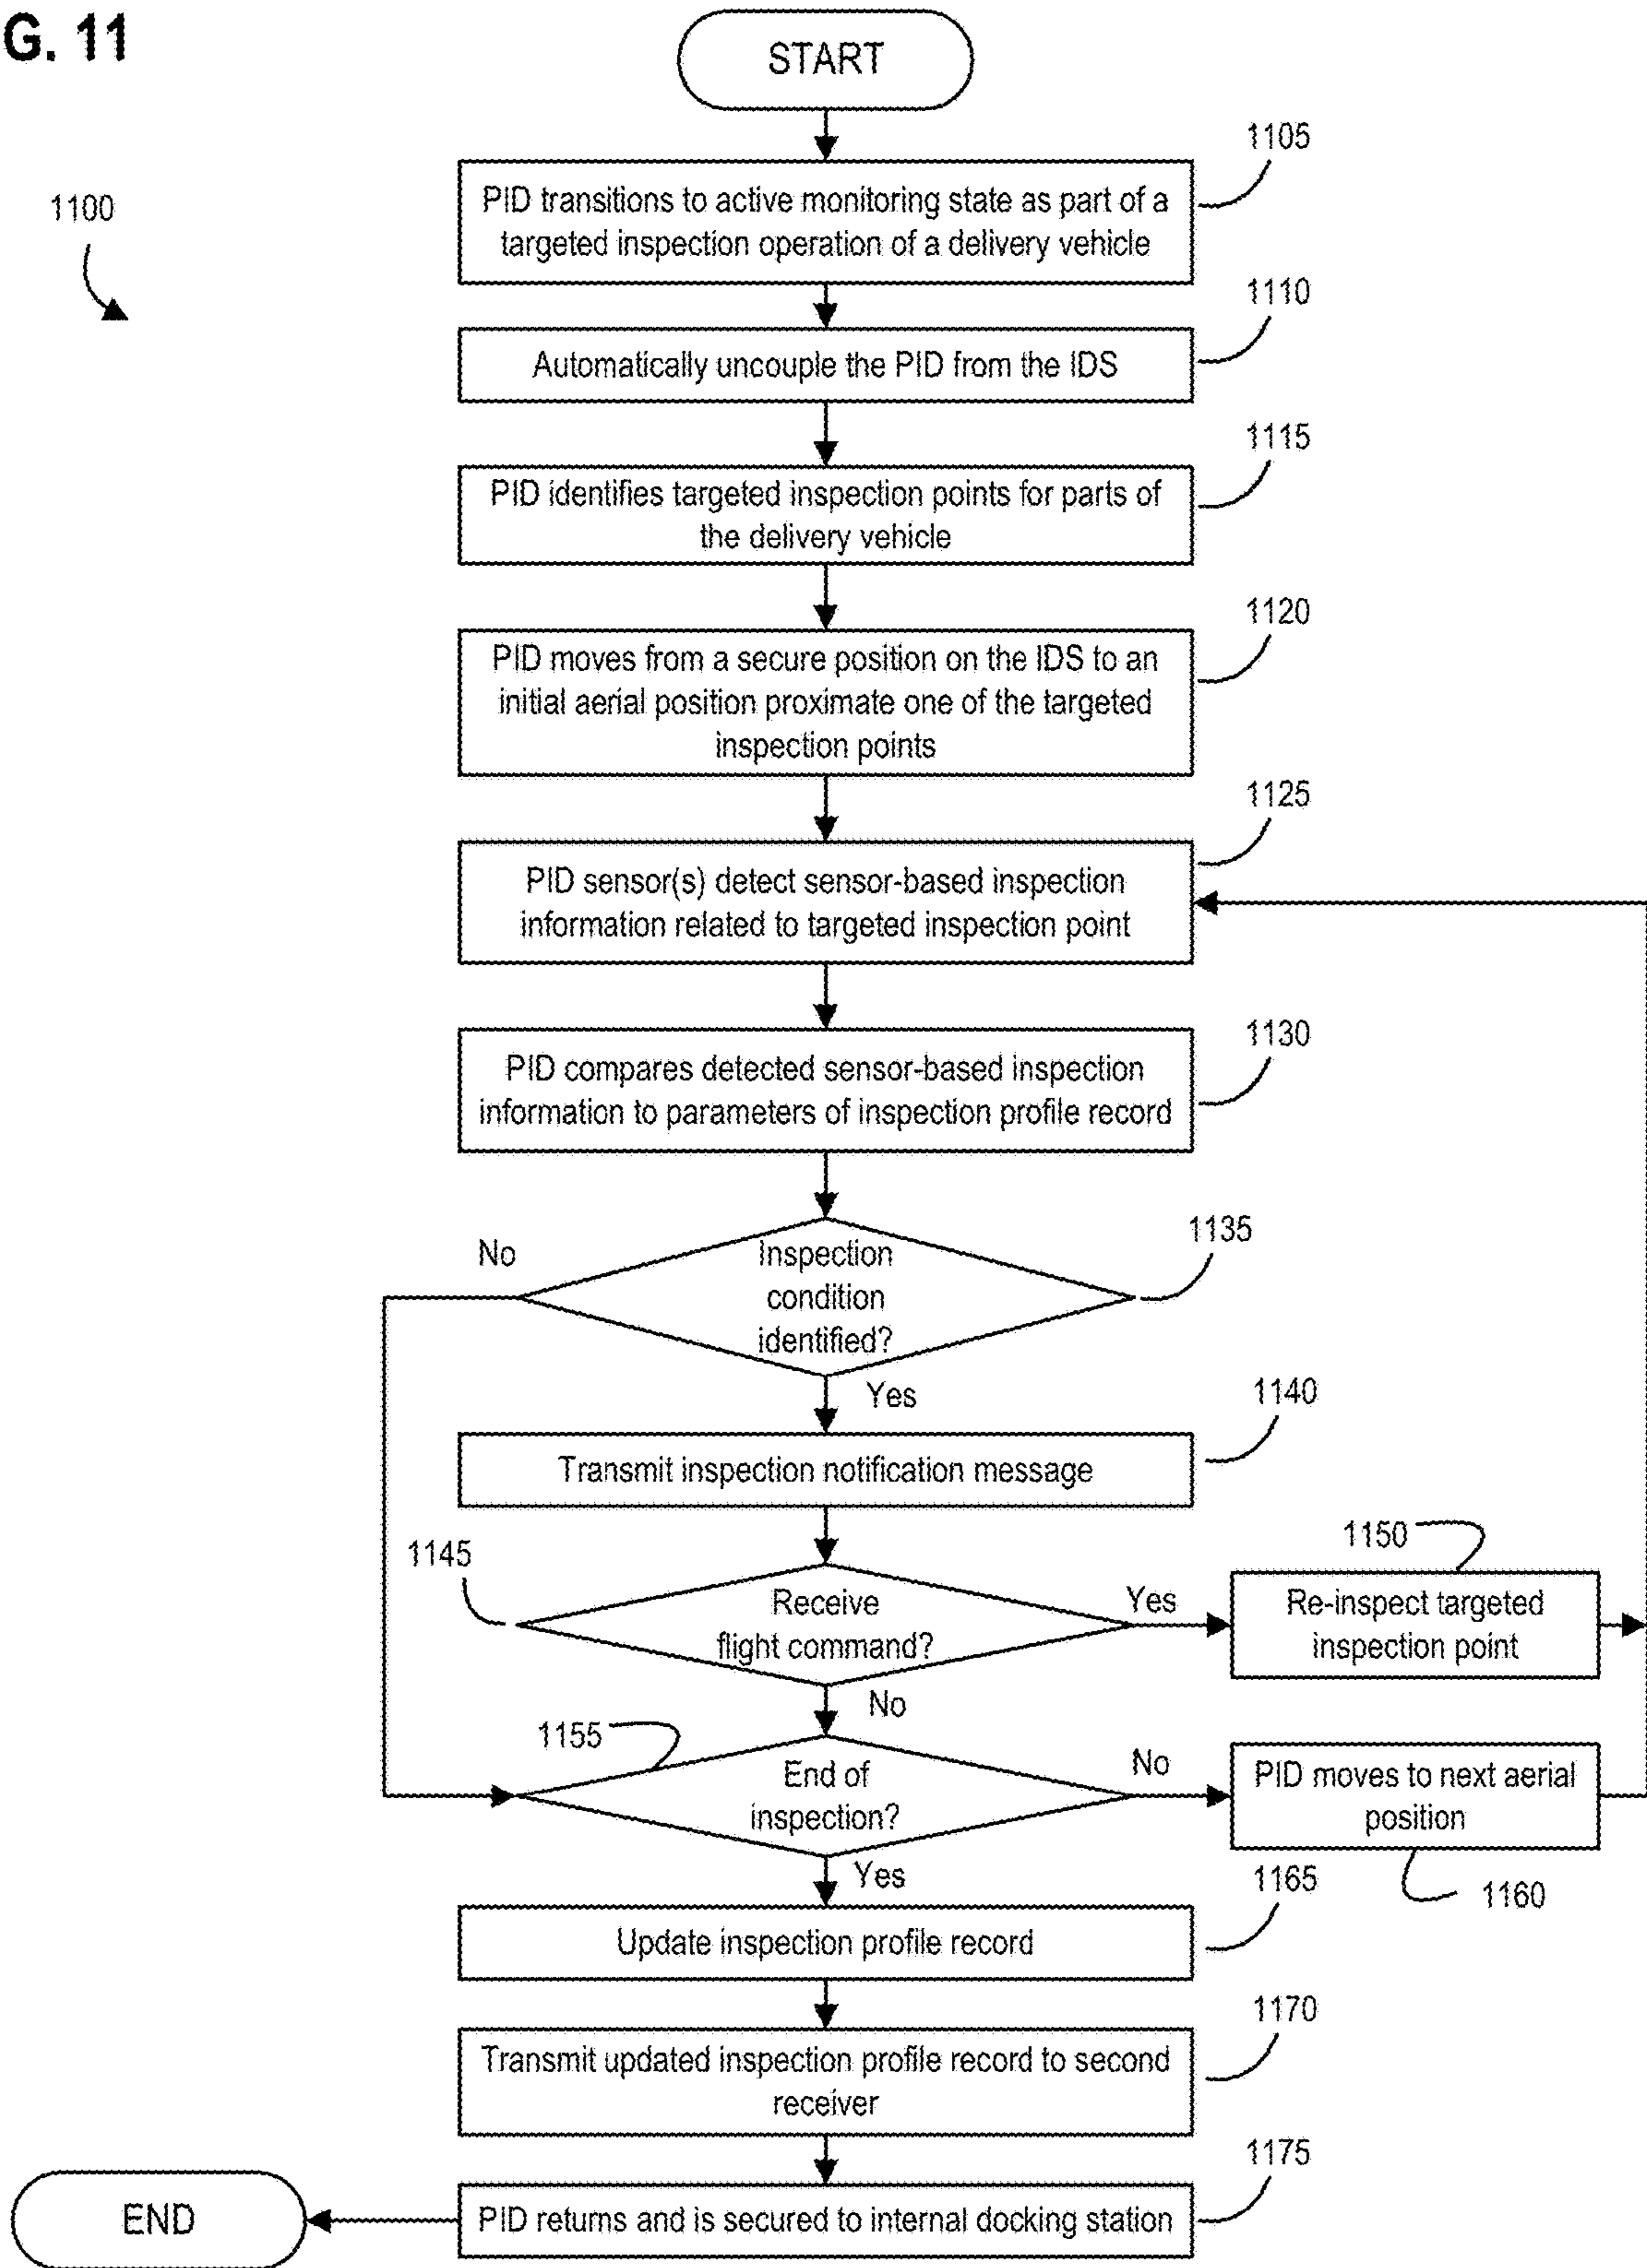 G. 11
START
1105
1100
PID transitions to active monitoring state as part of a
targeted inspection operation of a delivery vehicle
1110
Automatically uncouple the PID from the IDS
1115
PID identifies targeted inspection points for parts of
the delivery vehicle
1120
PID moves from a secure position on the IDS to an
initial aerial position proximate one of the targeted
inspection points
1125
PID sensor(s) detect sensor-based inspection
information related to targeted inspection point
1130
PID compares detected sensor-based inspection
information to parameters of inspection profile record
1135
No
Inspection
condition
identified?
Yes
1140
Transmit inspection notification message
1145
1150
Receive
flight command?
Yes
Re-inspect targeted
inspection point
No
1155
End of
inspection?
No
PID moves to next aerial
position
Yes
1160
1165
Update inspection profile record
1170
Transmit updated inspection profile record to second
receiver
1175
PID returns and is secured to internal docking station
END